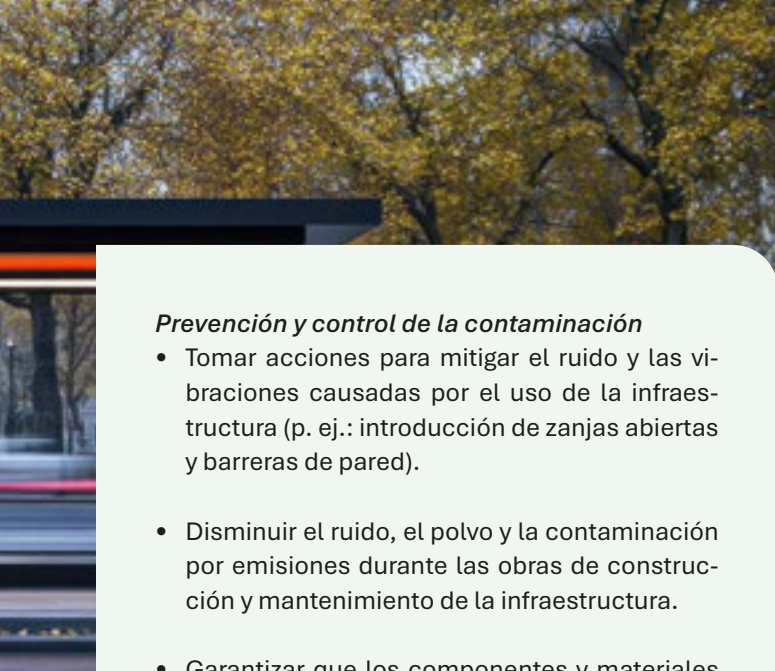 Prevención y control de la contaminación
• Tomar acciones para mitigar el ruido y las vi-
braciones causadas por el uso de la infraes-
tructura (p. ej.: introducción de zanjas abiertas
y barreras de pared).
• Disminuir el ruido, el polvo y la contaminación
por emisiones durante las obras de construc-
ción y mantenimiento de la infraestructura.
• Garantizar que los componentes y materiales